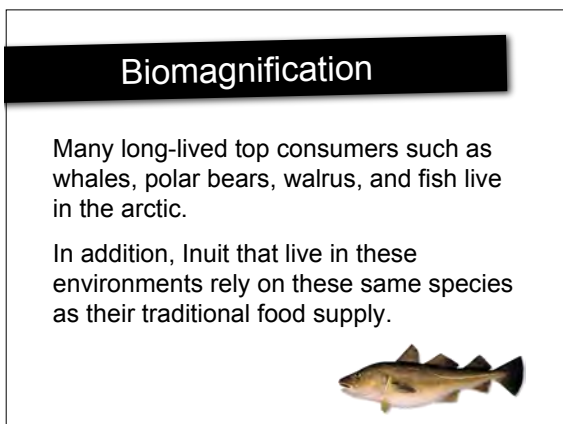 Biomagnification
Many long-lived top consumers such as
whales, polar bears, walrus, and fish live
in the arctic.
In addition, Inuit that live in these
environments rely on these same species
as their traditional food supply.